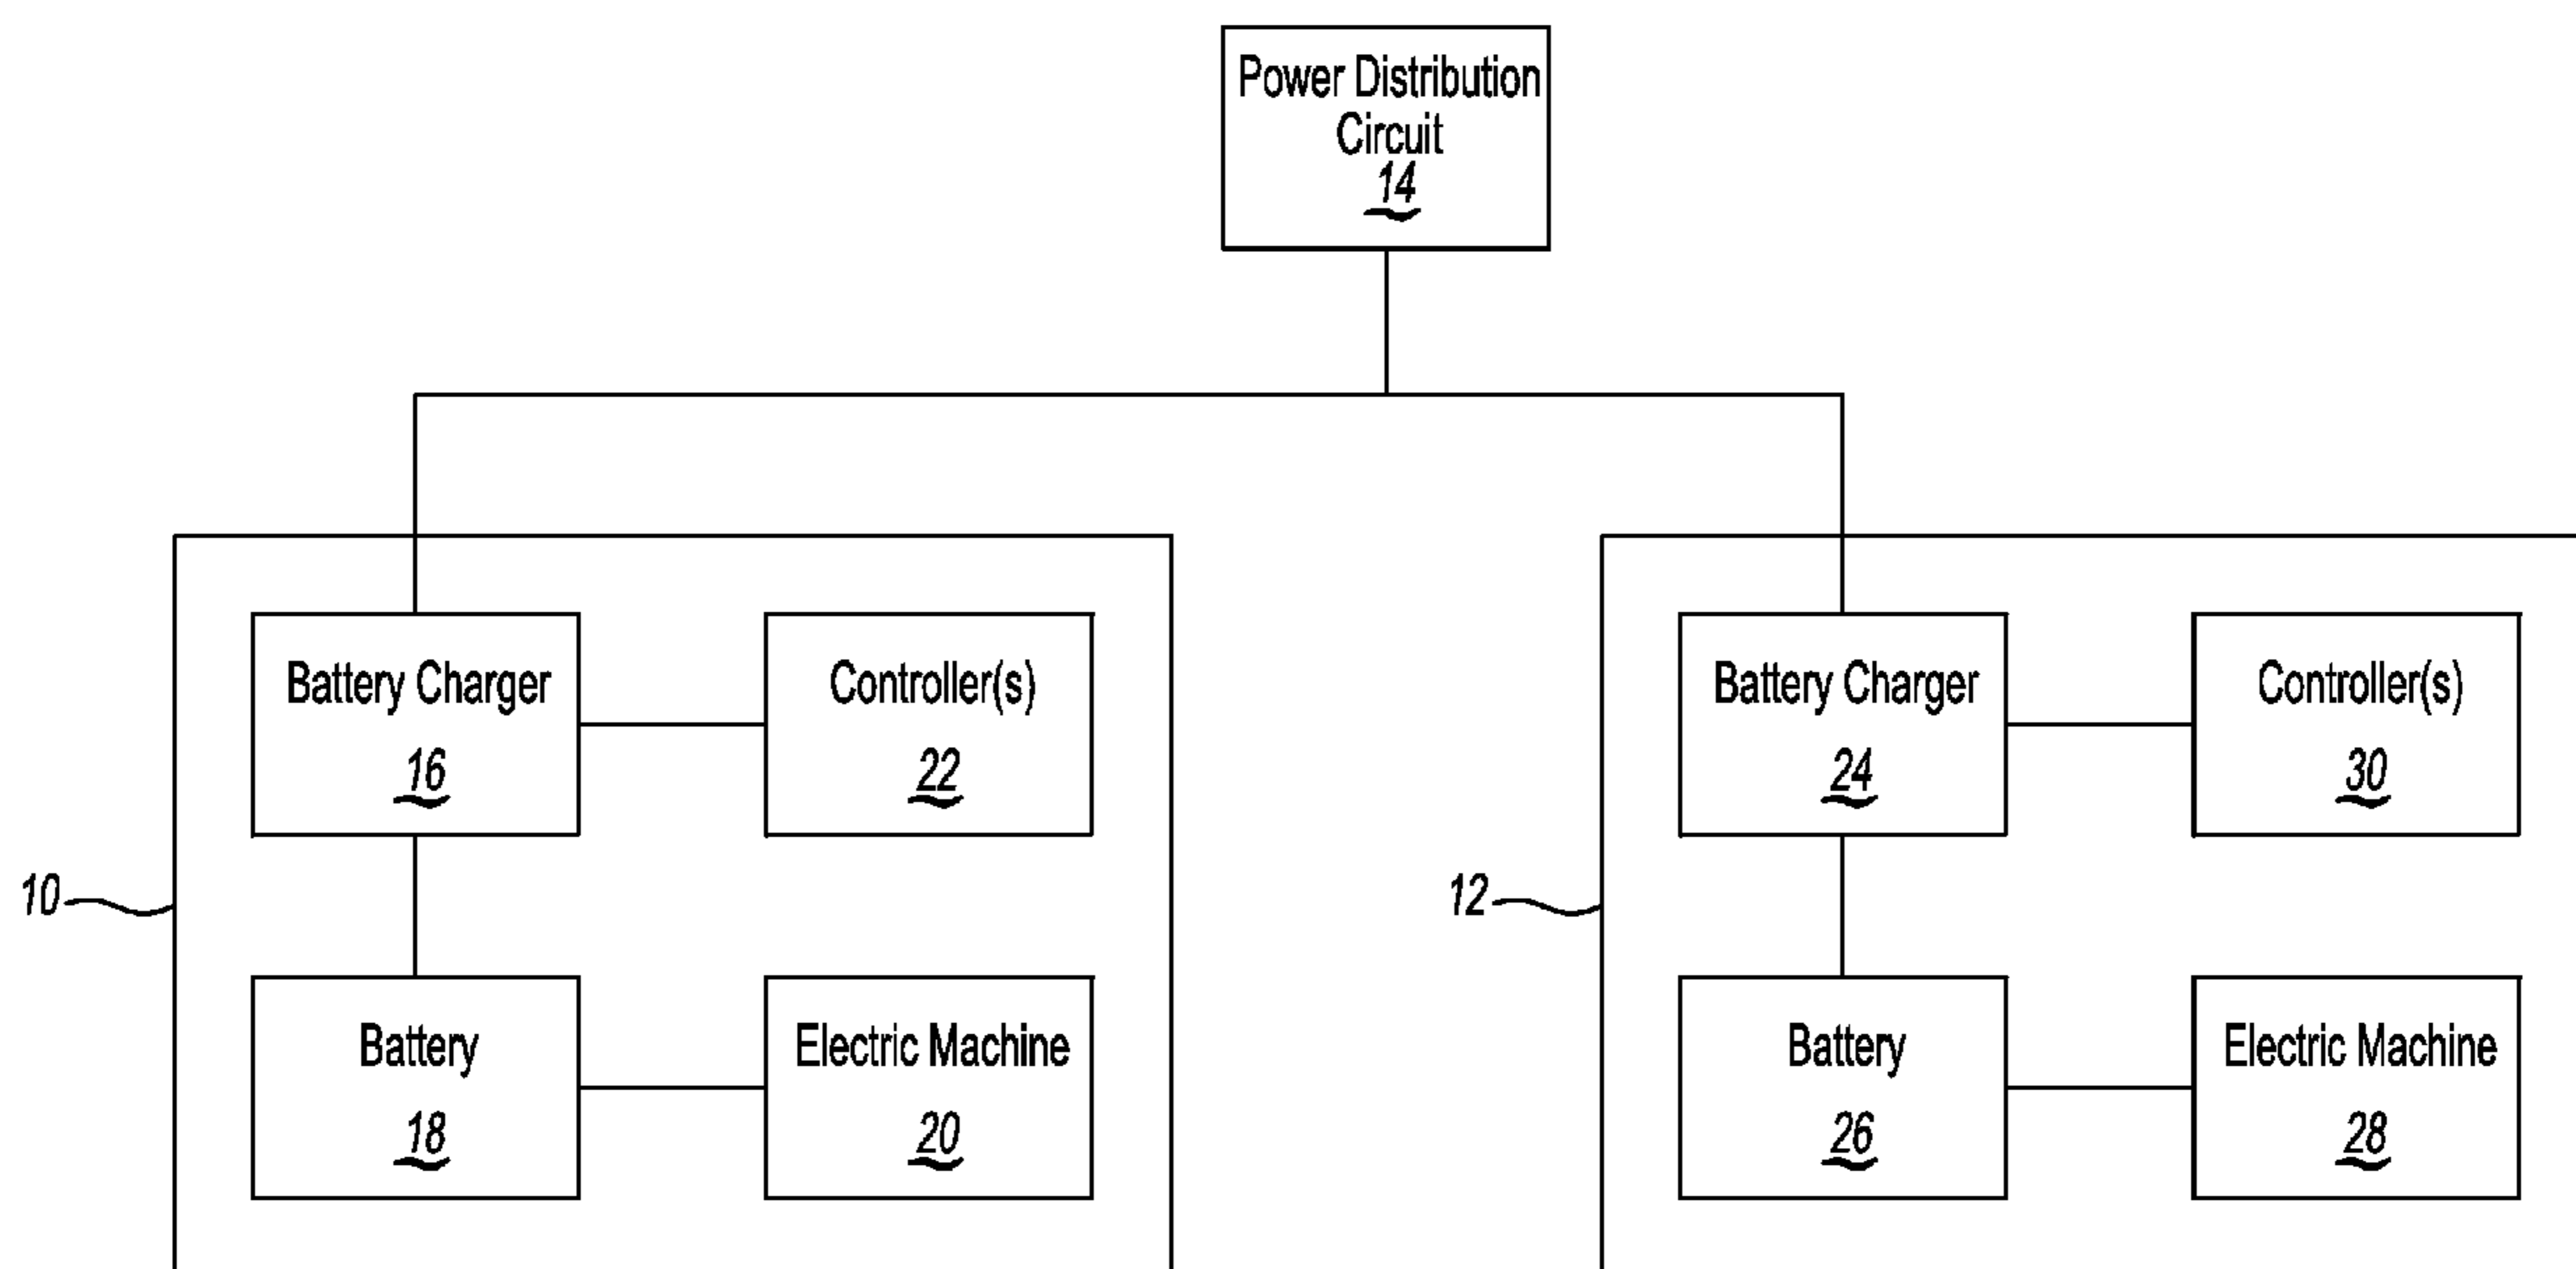 Power Distribution
Circuit
14
Battery Charger
16
Controller(s)
22
Battery Charger
24
Controller(s)
30
10
12
Battery
18
Electric Machine
20
Battery
26
Electric Machine
28